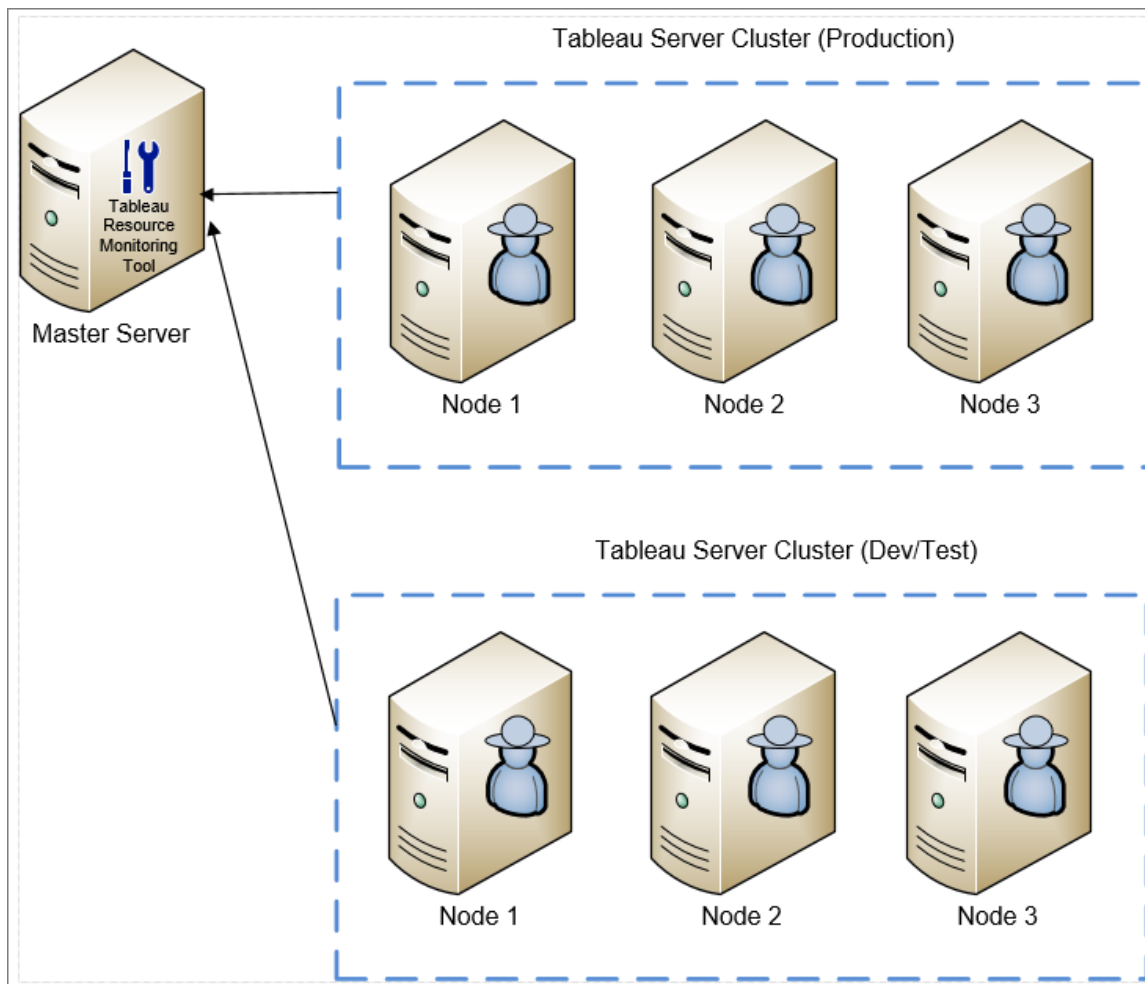 Tableau Server Cluster (Production)
Tableau
Resource
Monitoring
Tool
Master Server
Node 1
Node 2
Node 3
Tableau Server Cluster (Dev/Test)
Node 1
Node 2
Node 3